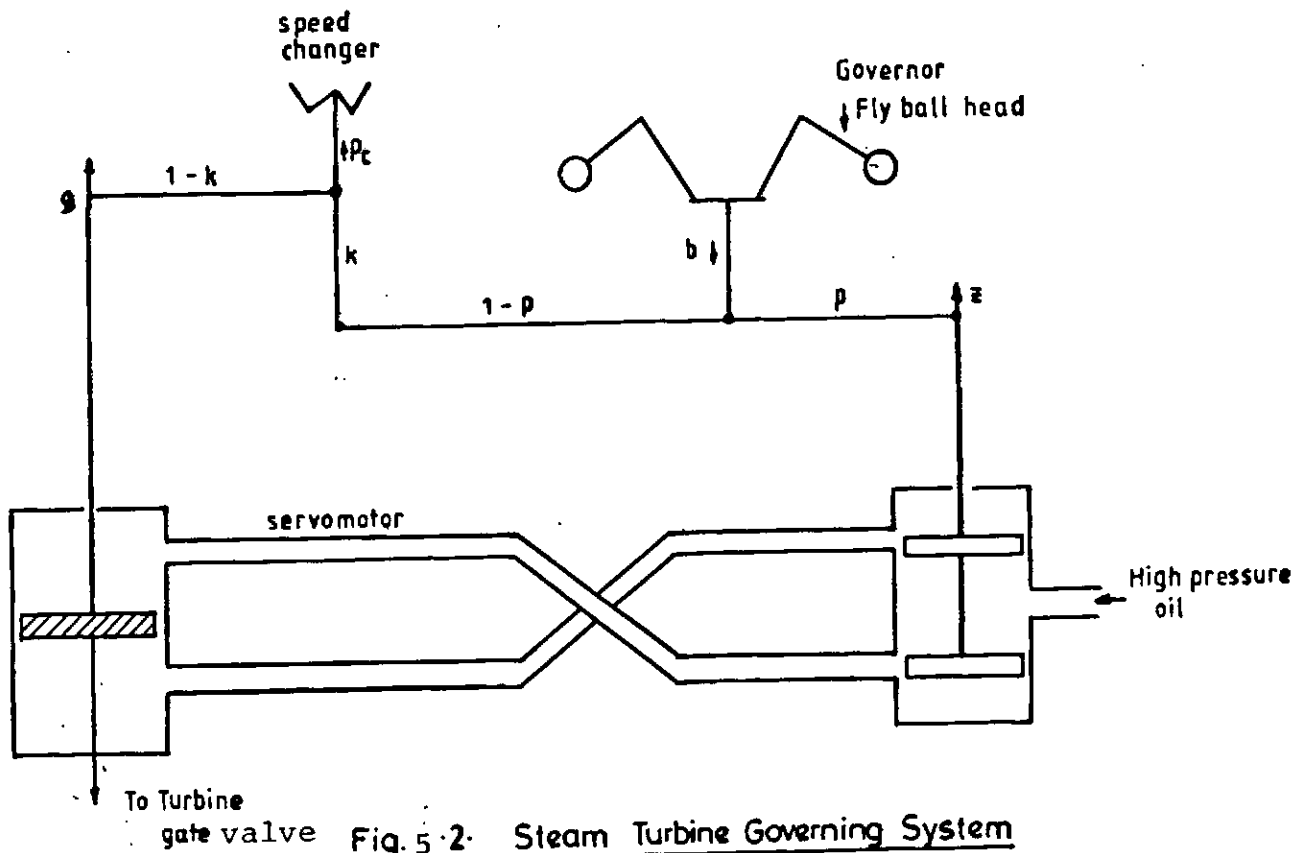 speed
changer
Governor
Fly ball head
Pc
1-k
g
k
b
1-p
p
z
servomotor
High pressure
oil
To Turbine
gate valve
Fig. 5.2. Steam Turbine Governing System